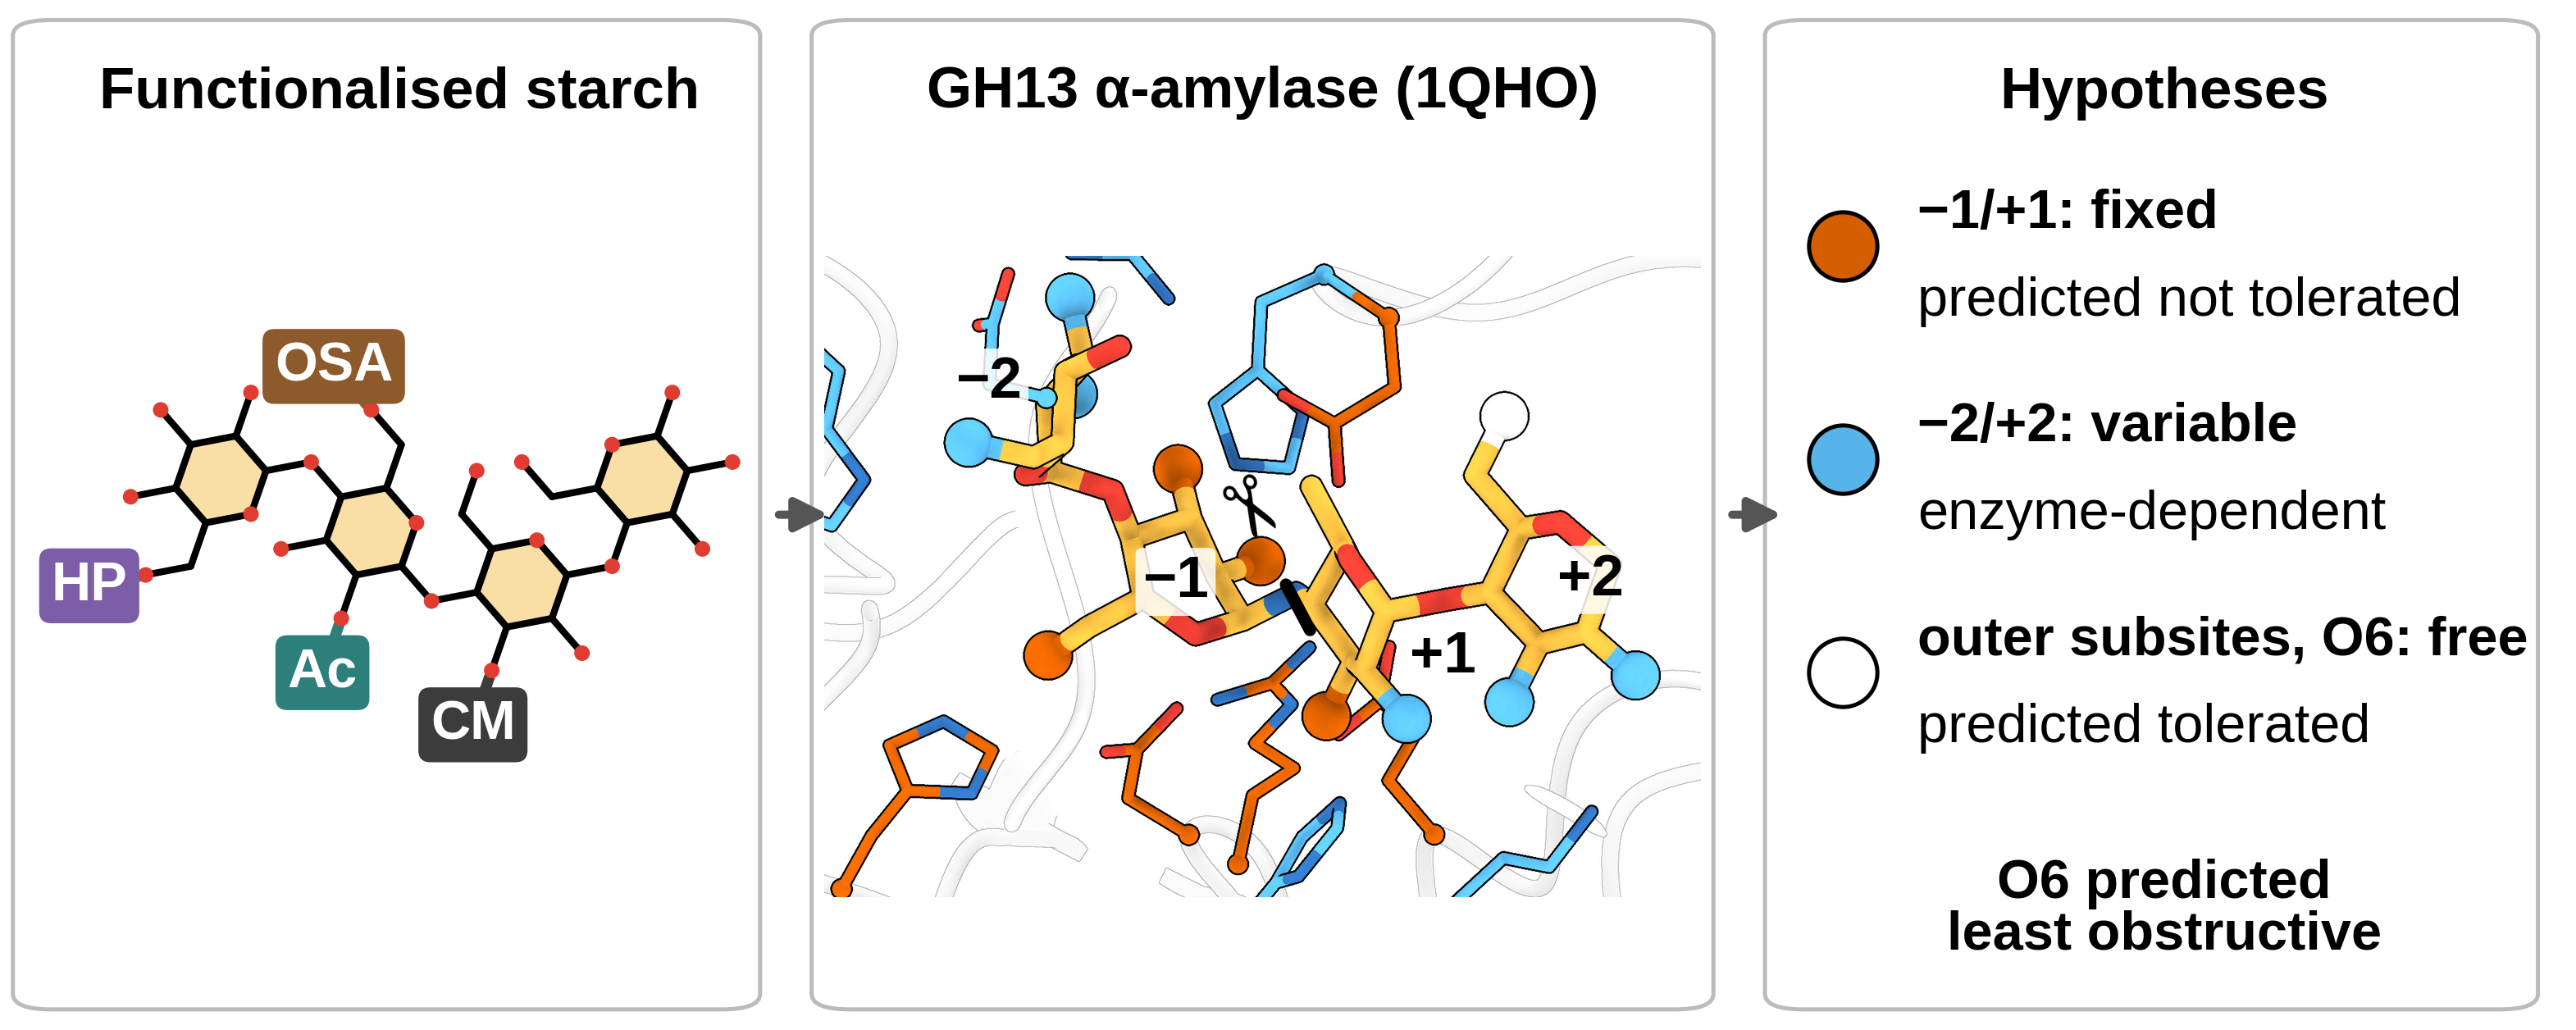 Functionalised starch
OSA
HP
Ac
CM
GH13 α-amylase (1QHO)
−2
−1
+1
+2
Hypotheses
−1/+1: fixed
predicted not tolerated
−2/+2: variable
enzyme-dependent
outer subsites, O6: free
predicted tolerated
O6 predicted
least obstructive